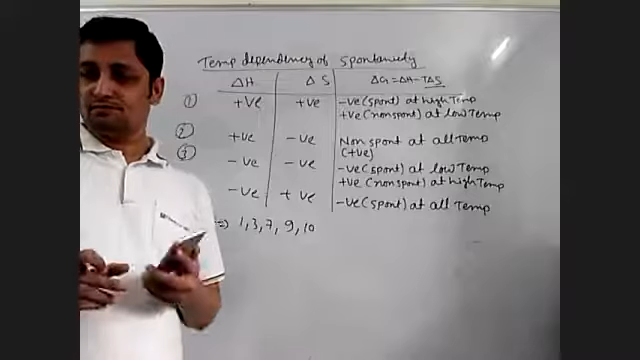 Temp dependency of spontaneity
ΔH ΔS ΔG = ΔH - TΔS
① +ve +ve -ve (spont) at high Temp
+ve (nonspont) at low Temp
② +ve -ve Non spont at all Temp
(+ve)
③ -ve -ve -ve (spont) at low Temp
+ve (nonspont) at high Temp
-ve +ve -ve (spont) at all Temp
=> 1, 3, 7, 9, 10